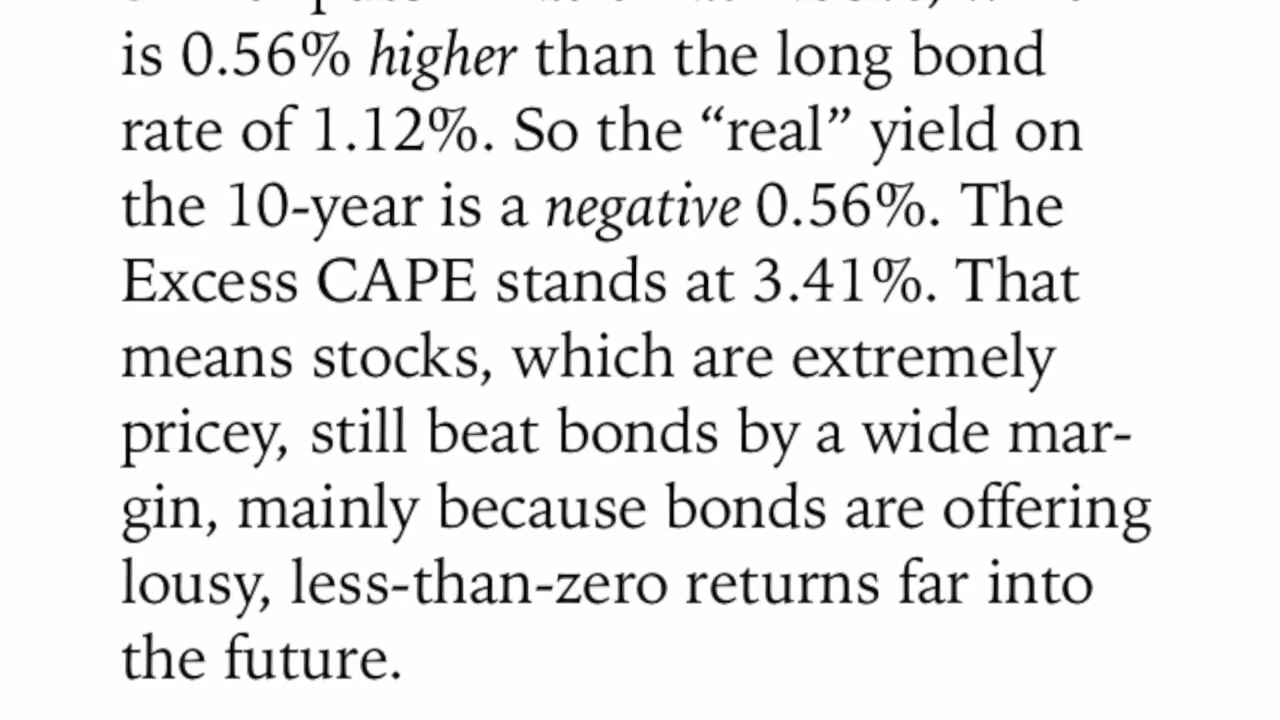 is 0.56% higher than the long bond
rate of 1.12%. So the “real” yield on
the 10-year is a negative 0.56%. The
Excess CAPE stands at 3.41%. That
means stocks, which are extremely
pricey, still beat bonds by a wide mar-
gin, mainly because bonds are offering
lousy, less-than-zero returns far into
the future.